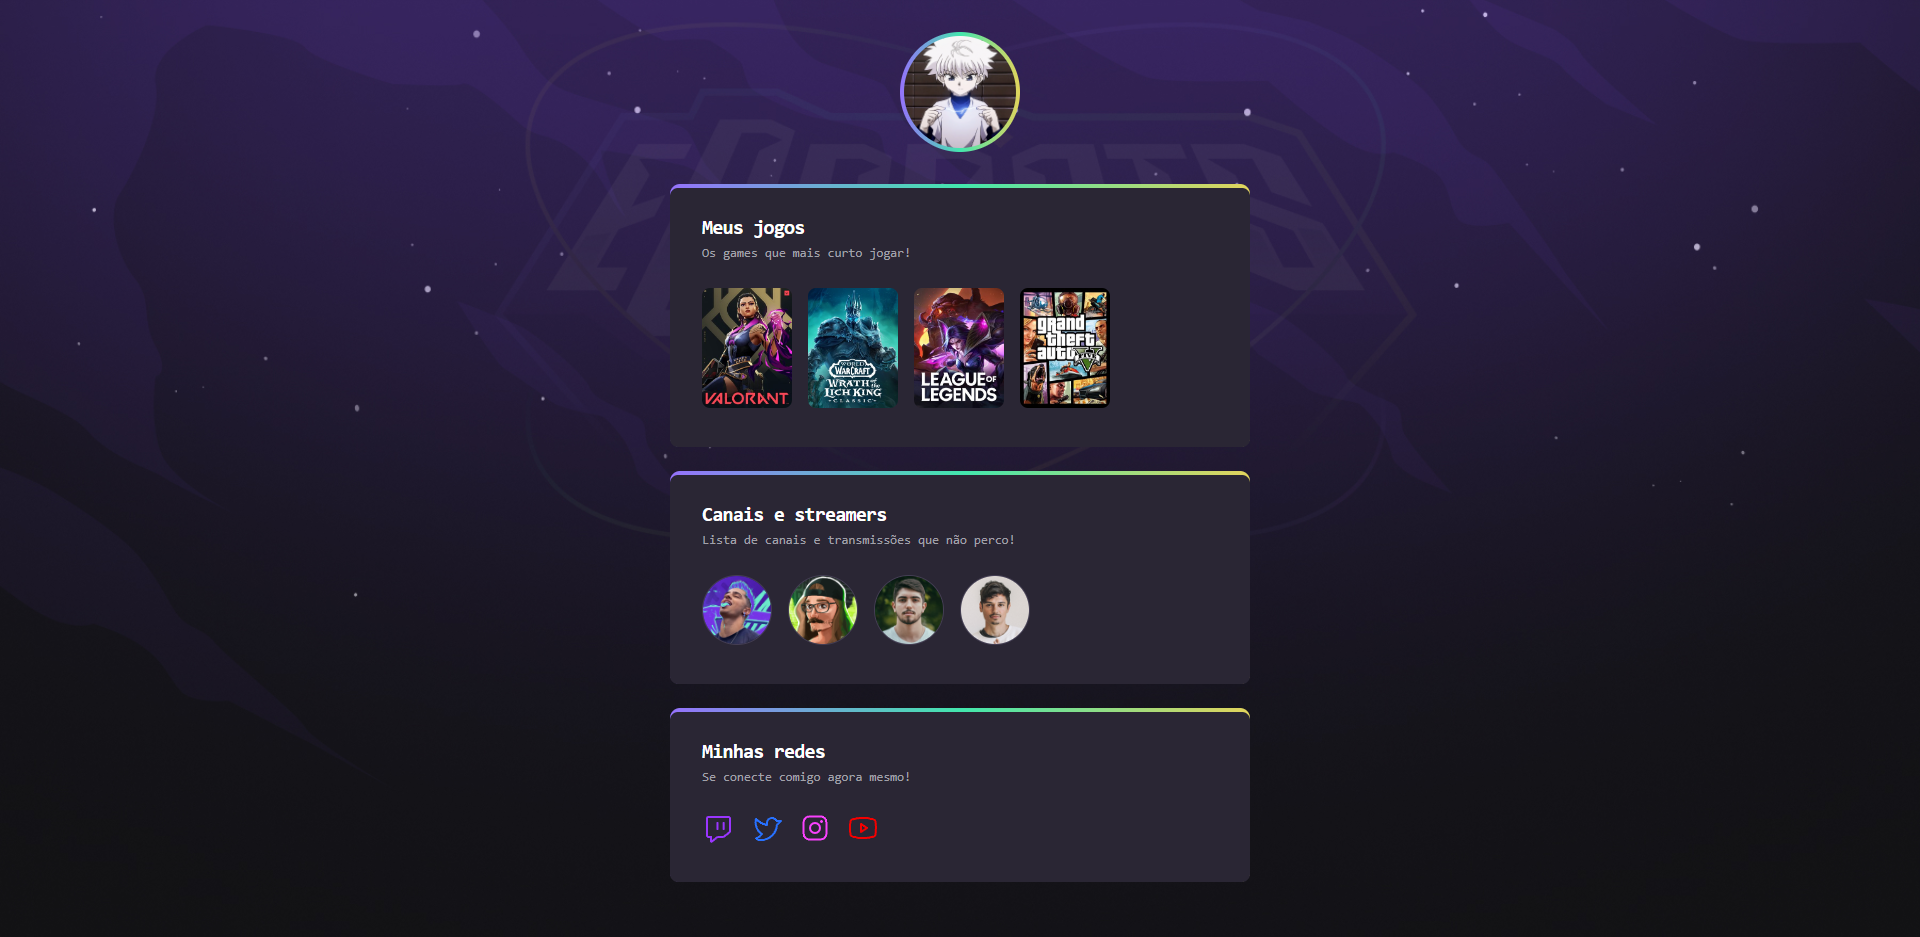 Meus jogos
Os games que mais curto jogar!
VALORANT
WORLD OF
WARCRAFT
WRATH of the
LICH KING
CLASSIC
LEAGUE OF
LEGENDS
grand
theft
auto V
Canais e streamers
Lista de canais e transmissões que não perco!
Minhas redes
Se conecte comigo agora mesmo!